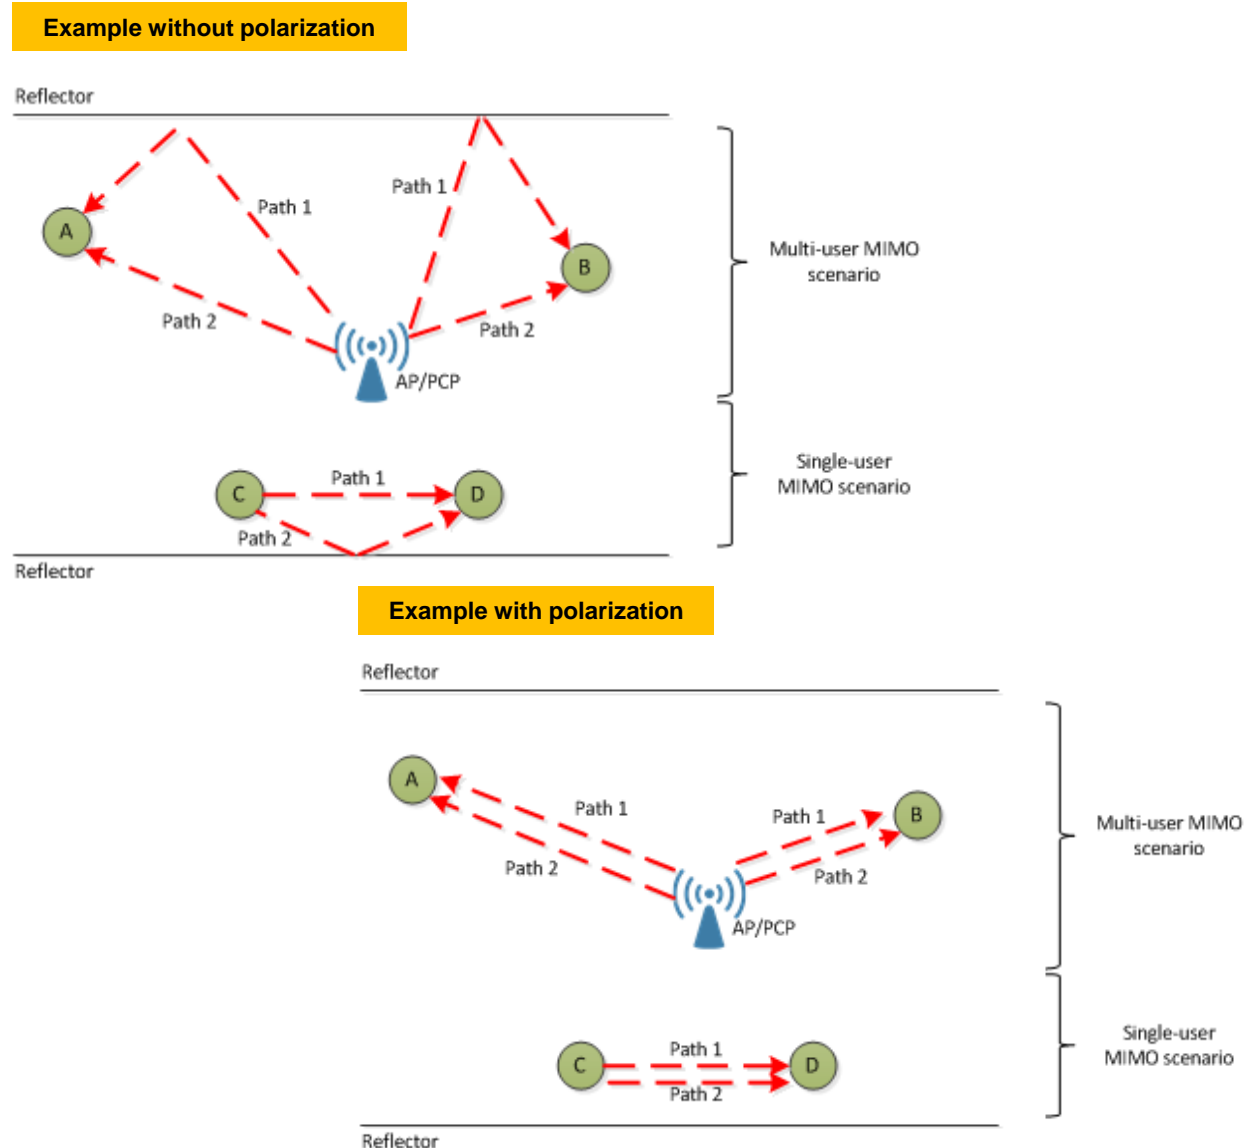 Example without polarization
Reflector
Path 1
Path 1
A
B
Multi-user MIMO
scenario
Path 2
Path 2
AP/PCP
Single-user
MIMO scenario
Path 1
C
D
Path 2
Reflector
Example with polarization
Reflector
A
Path 1
Path 1
B
Multi-user MIMO
scenario
Path 2
Path 2
AP/PCP
Single-user
MIMO scenario
Path 1
C
D
Path 2
Reflector